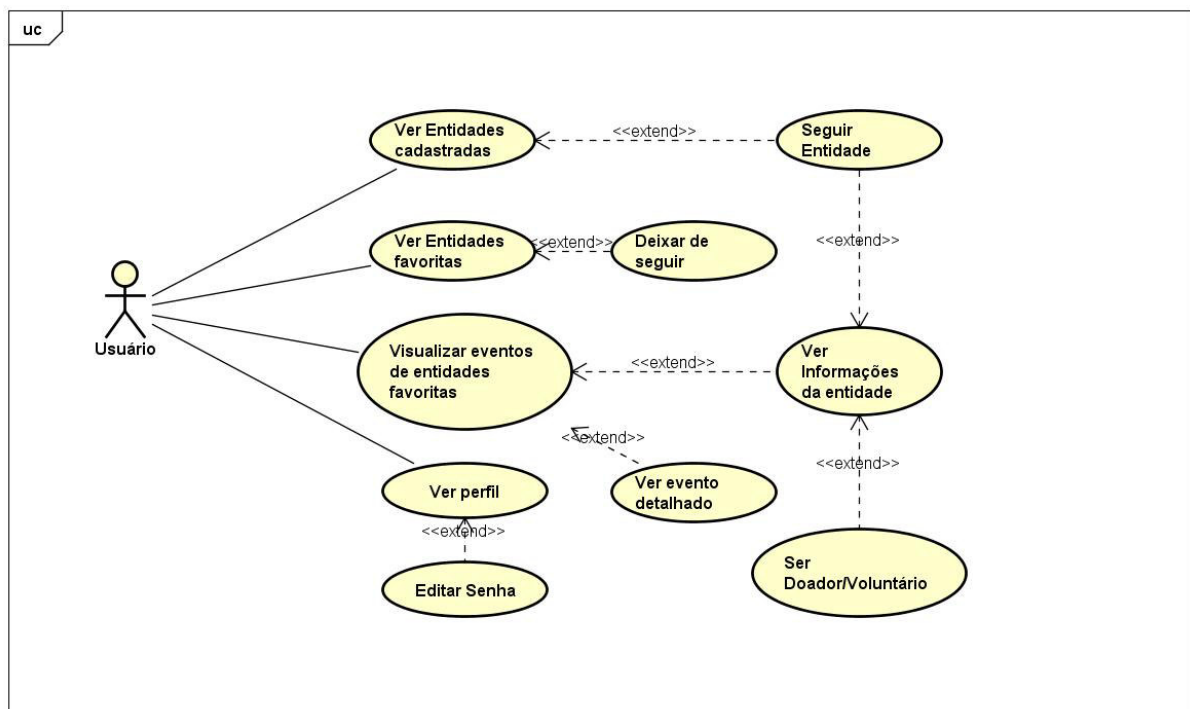 uc
Ver Entidades
cadastradas
<<extend>>
Seguir
Entidade
Ver Entidades
favoritas
<<extend>>
Deixar de
seguir
<<extend>>
Usuário
Visualizar eventos
de entidades
favoritas
<<extend>>
Ver
Informações
da entidade
<<extend>>
Ver perfil
Ver evento
detalhado
<<extend>>
<<extend>>
Editar Senha
Ser
Doador/Voluntário